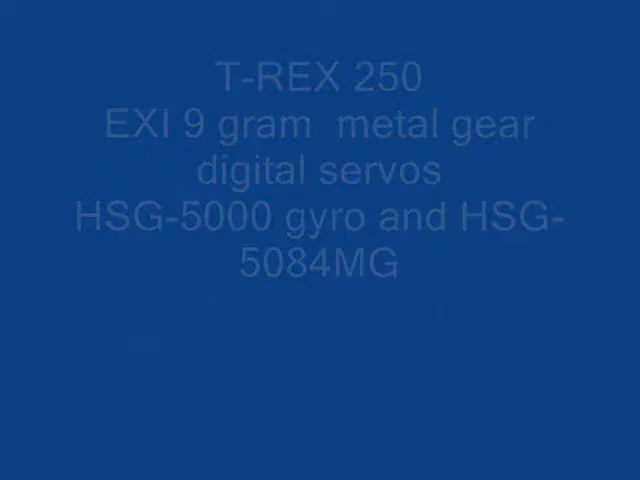 T-REX 250
EXI 9 gram  metal gear
digital servos
HSG-5000 gyro and HSG-
5084MG